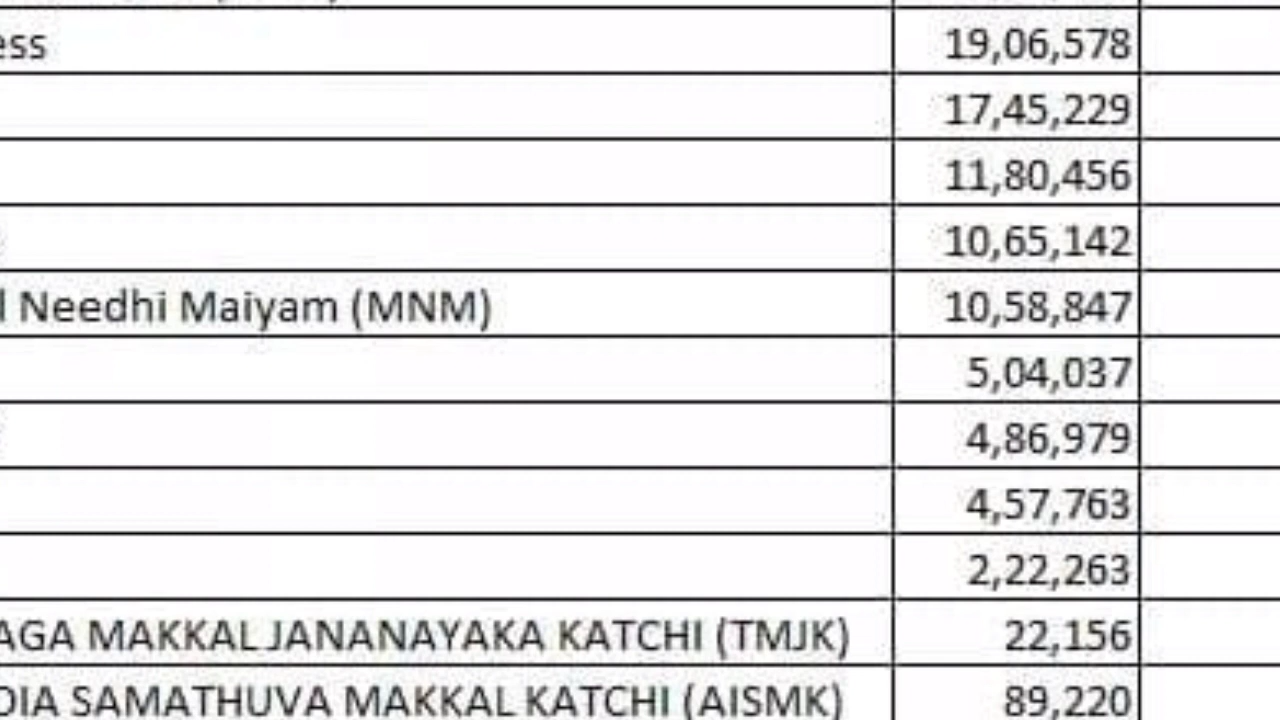 ess 19,06,578
17,45,229
11,80,456
10,65,142
l Needhi Maiyam (MNM) 10,58,847
5,04,037
4,86,979
4,57,763
2,22,263
AGA MAKKAL JANANAYAKA KATCHI (TMJK) 22,156
DIA SAMATHUVA MAKKAL KATCHI (AISMK) 89,220